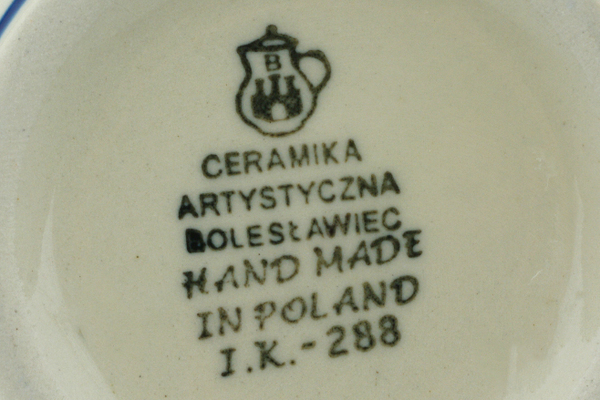 B
CERAMIKA
ARTYSTYCZNA
BOLESŁAWIEC
HAND MADE
IN POLAND
I.K.-288